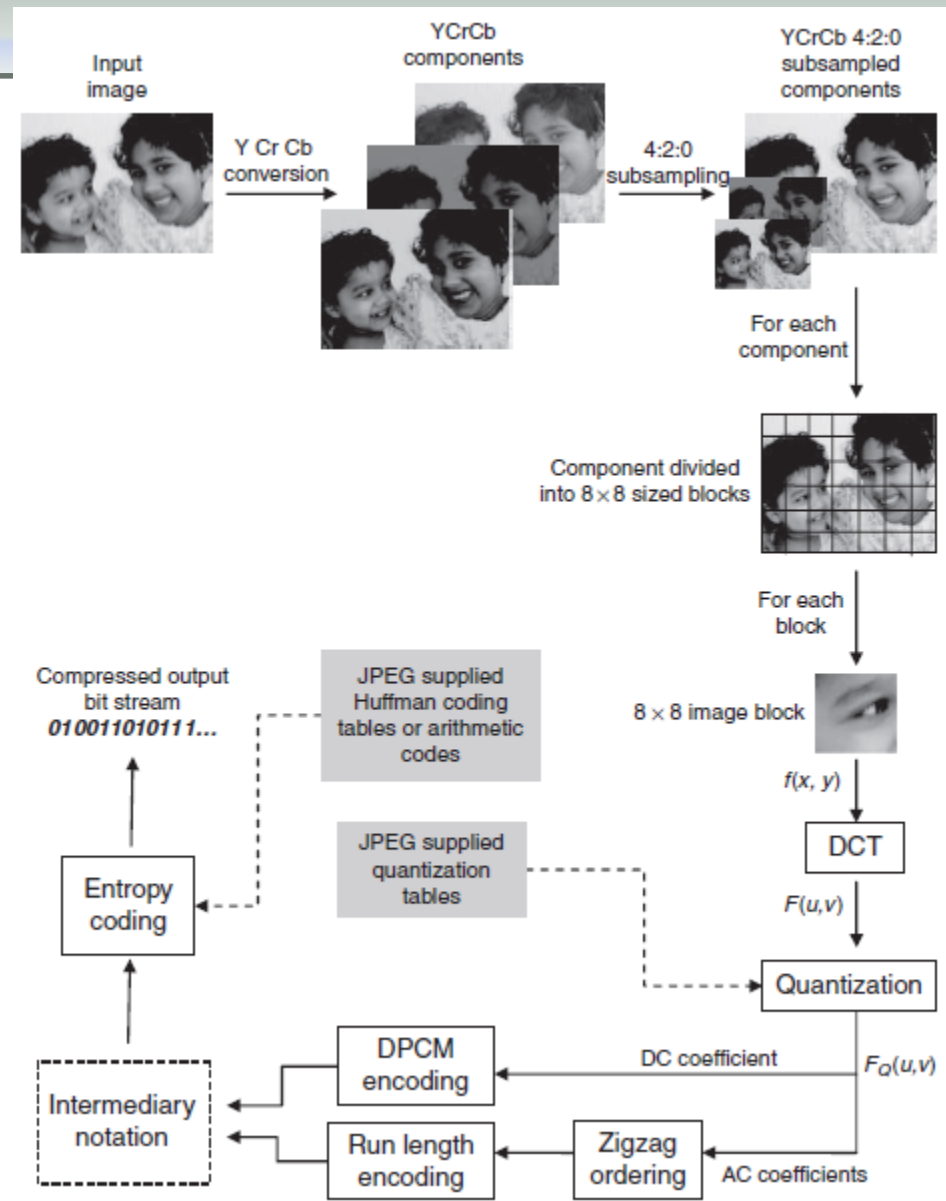 Input
image
Y Cr Cb
conversion
YCrCb
components
4:2:0
subsampling
YCrCb 4:2:0
subsampled
components
For each
component
Component divided
into 8×8 sized blocks
For each
block
8 × 8 image block
f(x, y)
DCT
F(u,v)
JPEG supplied
quantization
tables
Quantization
F_Q(u,v)
DC coefficient
DPCM
encoding
AC coefficients
Zigzag
ordering
Run length
encoding
Intermediary
notation
JPEG supplied
Huffman coding
tables or arithmetic
codes
Entropy
coding
Compressed output
bit stream
010011010111...